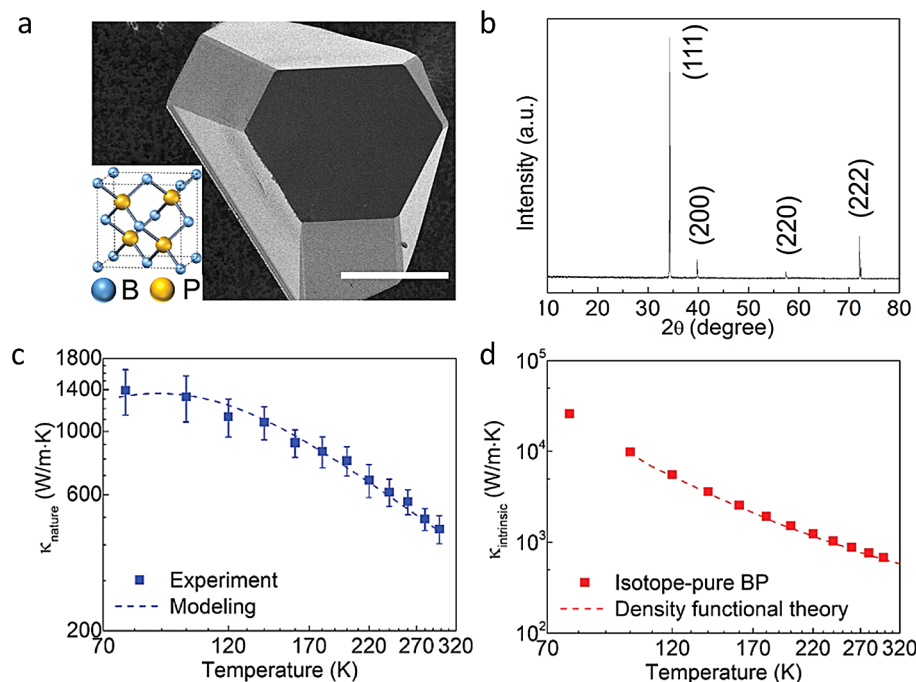 a
B P
b
Intensity (a.u.)
(111)
(200)
(220)
(222)
10 20 30 40 50 60 70 80
2θ (degree)
c
κnature (W/m·K)
1800
1400
1000
600
200
Experiment
Modeling
70 120 170 220 270 320
Temperature (K)
d
κintrinsic (W/m·K)
10⁵
10⁴
10³
10²
Isotope-pure BP
Density functional theory
70 120 170 220 270 320
Temperature (K)